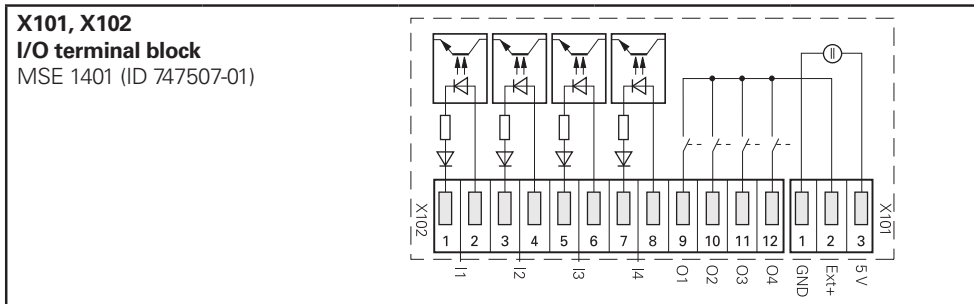 X101, X102
I/O terminal block
MSE 1401 (ID 747507-01)
X102
1 2 3 4 5 6 7 8 9 10 11 12
1 2 3
X101
I1 I2 I3 I4 O1 O2 O3 O4 GND Ext+ 5 V